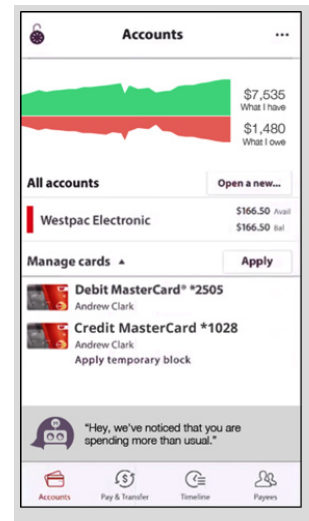 Accounts
...
$7,535
What I have
$1,480
What I owe
All accounts
Open a new...
Westpac Electronic
$166.50 Avail
$166.50 Bal
Manage cards ▲
Apply
Debit MasterCard® *2505
Andrew Clark
Credit MasterCard *1028
Andrew Clark
Apply temporary block
"Hey, we've noticed that you are
spending more than usual."
Accounts
Pay & Transfer
Timeline
Payees